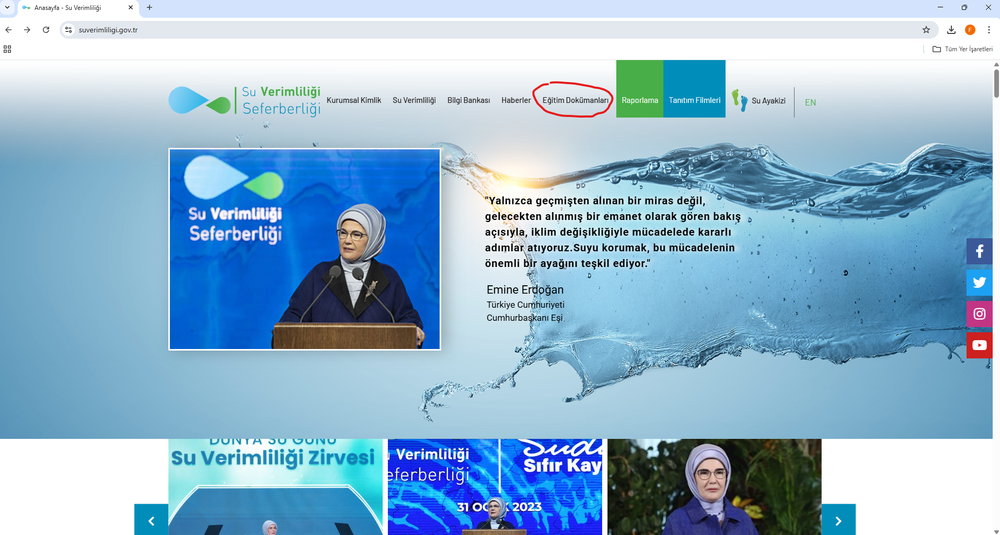 Anasayfa - Su Verimliliği
suverimliligi.gov.tr
F
Tüm Yer İşaretleri
Su Verimliliği
Seferberliği
Kurumsal Kimlik
Su Verimliliği
Bilgi Bankası
Haberler
Eğitim Dokümanları
Raporlama
Tanıtım Filmleri
Su Ayakizi
EN
Su Verimliliği
Seferberliği
"Yalnızca geçmişten alınan bir miras değil,
gelecekten alınmış bir emanet olarak gören bakış
açısıyla, iklim değişikliğiyle mücadelede kararlı
adımlar atıyoruz.Suyu korumak, bu mücadelenin
önemli bir ayağını teşkil ediyor."
Emine Erdoğan
Türkiye Cumhuriyeti
Cumhurbaşkanı Eşi
DÜNYA SU GÜNÜ
Su Verimliliği Zirvesi
Verimliliği
eferberliği
Sıfır Kay
31 2023